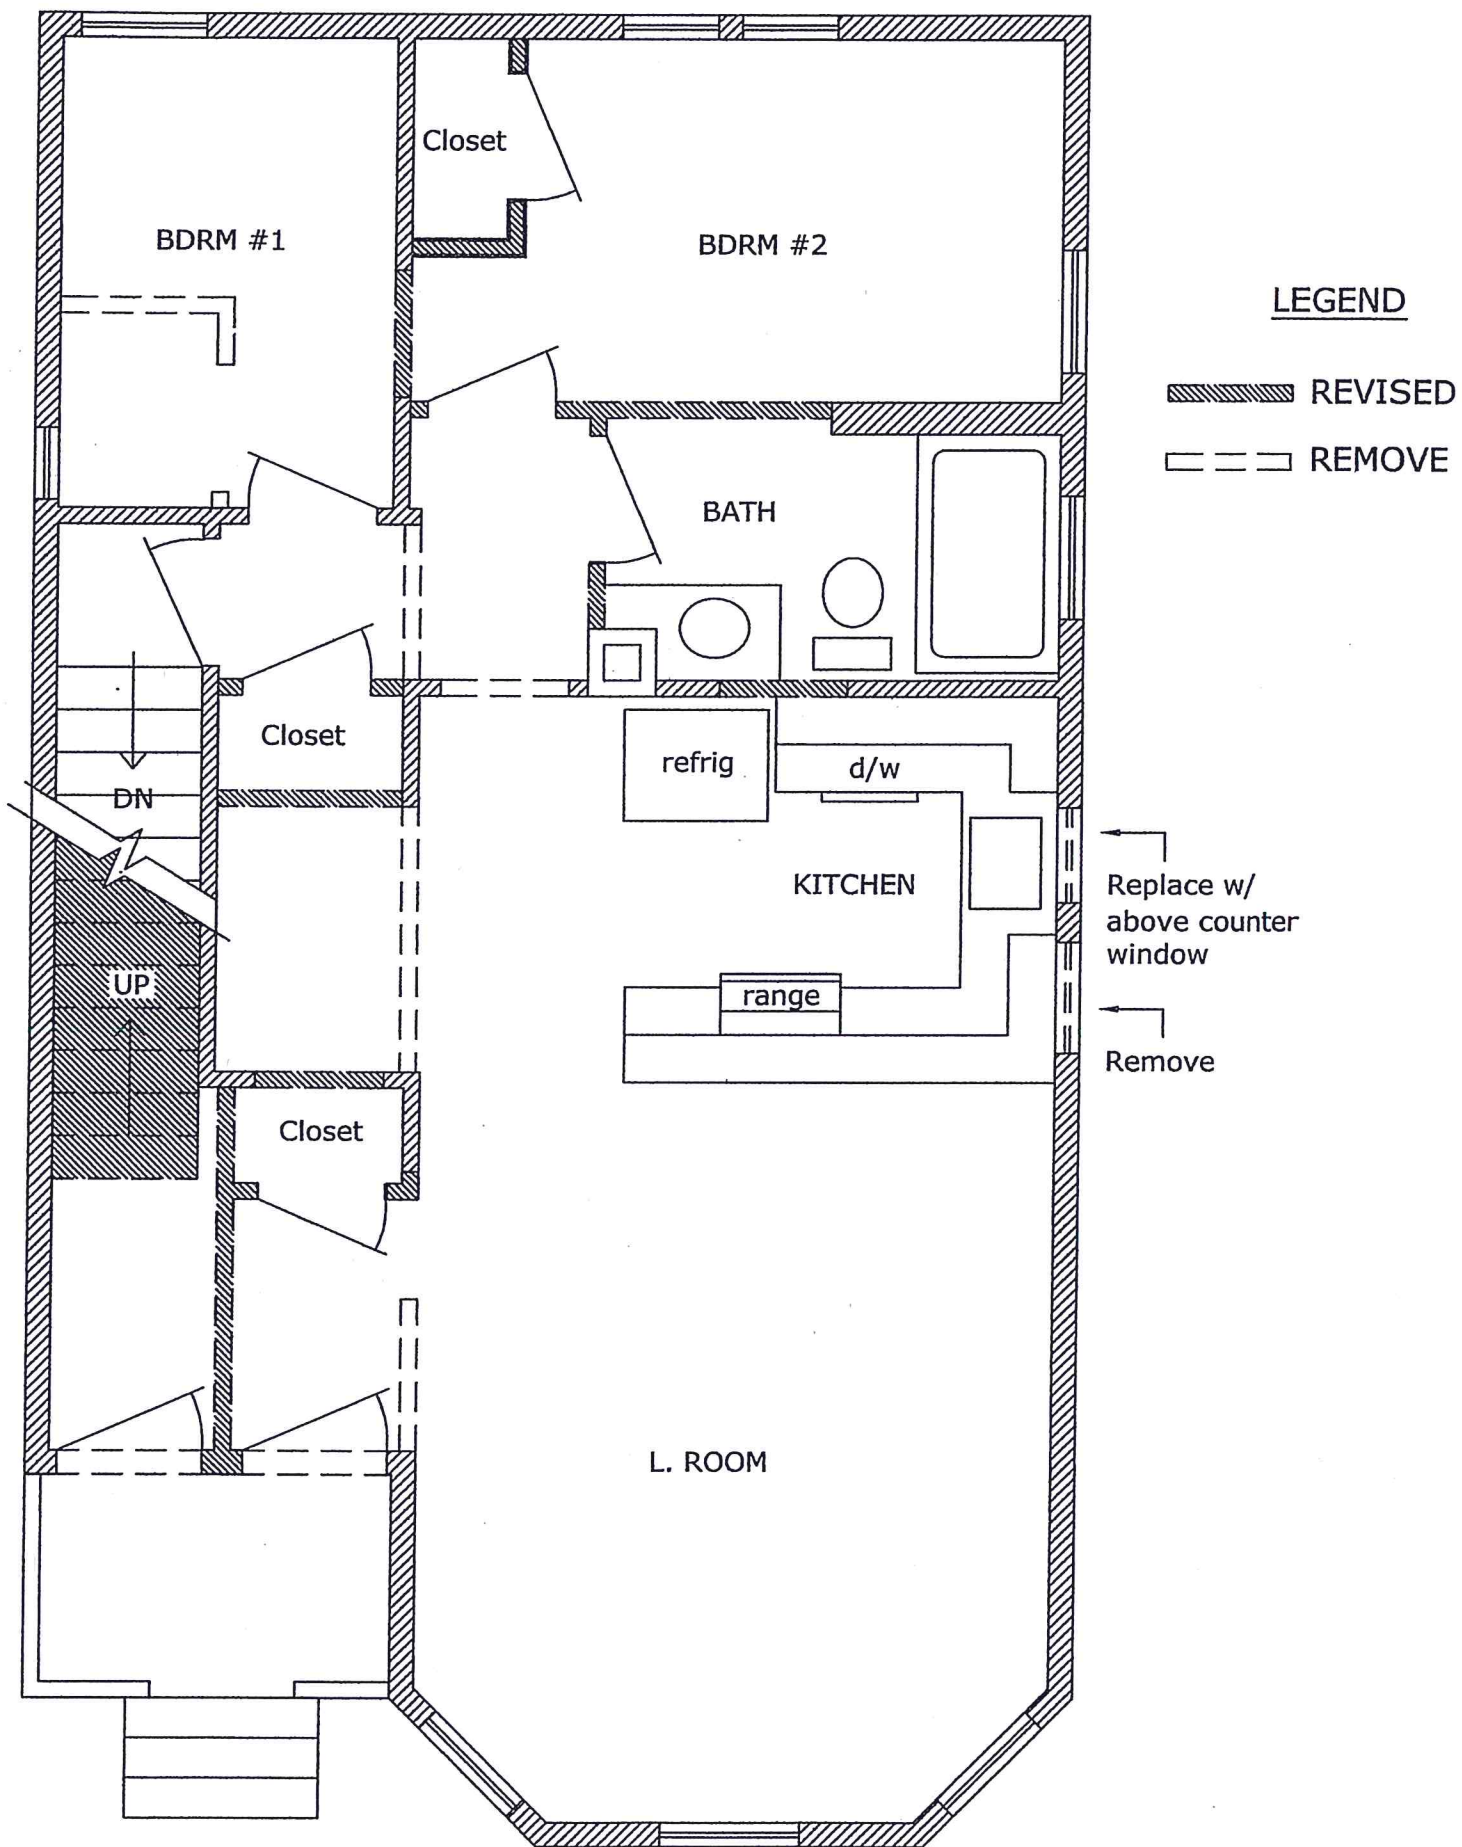 Closet
BDRM #1
BDRM #2
LEGEND
REVISED
REMOVE
BATH
Closet
refrig
d/w
DN
KITCHEN
Replace w/
above counter
window
UP
range
Remove
Closet
L. ROOM